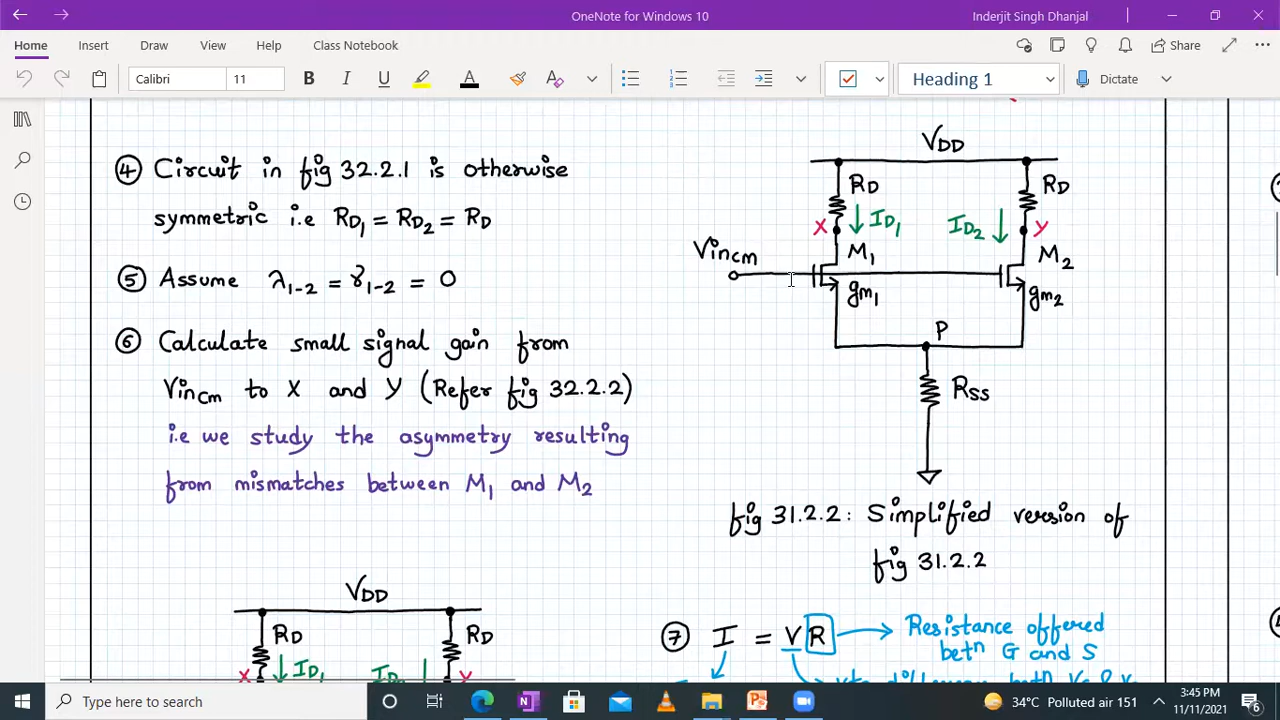 OneNote for Windows 10
Inderjit Singh Dhanjal
Home Insert Draw View Help Class Notebook
Share
Calibri 11 B I U A Heading 1 Dictate
④ Circuit in fig 32.2.1 is otherwise
symmetric i.e RD1 = RD2 = RD
⑤ Assume λ1-2 = γ1-2 = 0
⑥ Calculate small signal gain from
VinCm to X and Y (Refer fig 32.2.2)
i.e we study the asymmetry resulting
from mismatches between M1 and M2
VDD
RD RD
X ID1 ID2 Y
Vincm M1 M2
gm1 gm2
P
RSS
fig 31.2.2: Simplified version of
fig 31.2.2
VDD
RD RD
X ID1 Y
⑦ I = VR → Resistance offered
betn G and S
Type here to search
34°C Polluted air 151
3:45 PM
11/11/2021
6